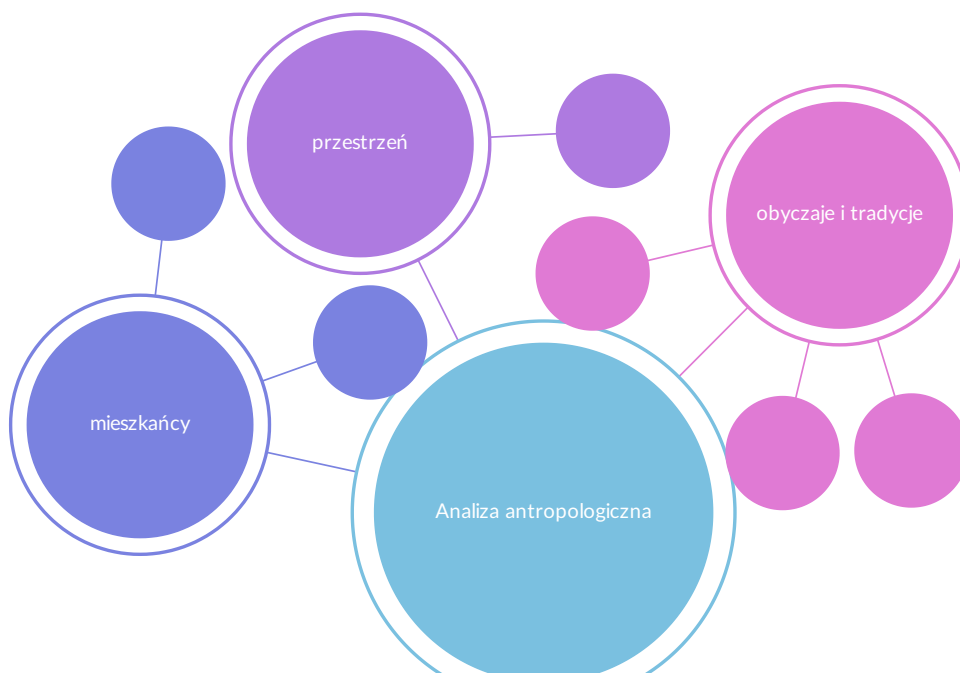 przestrzeń
obyczaje i tradycje
mieszkańcy
Analiza antropologiczna